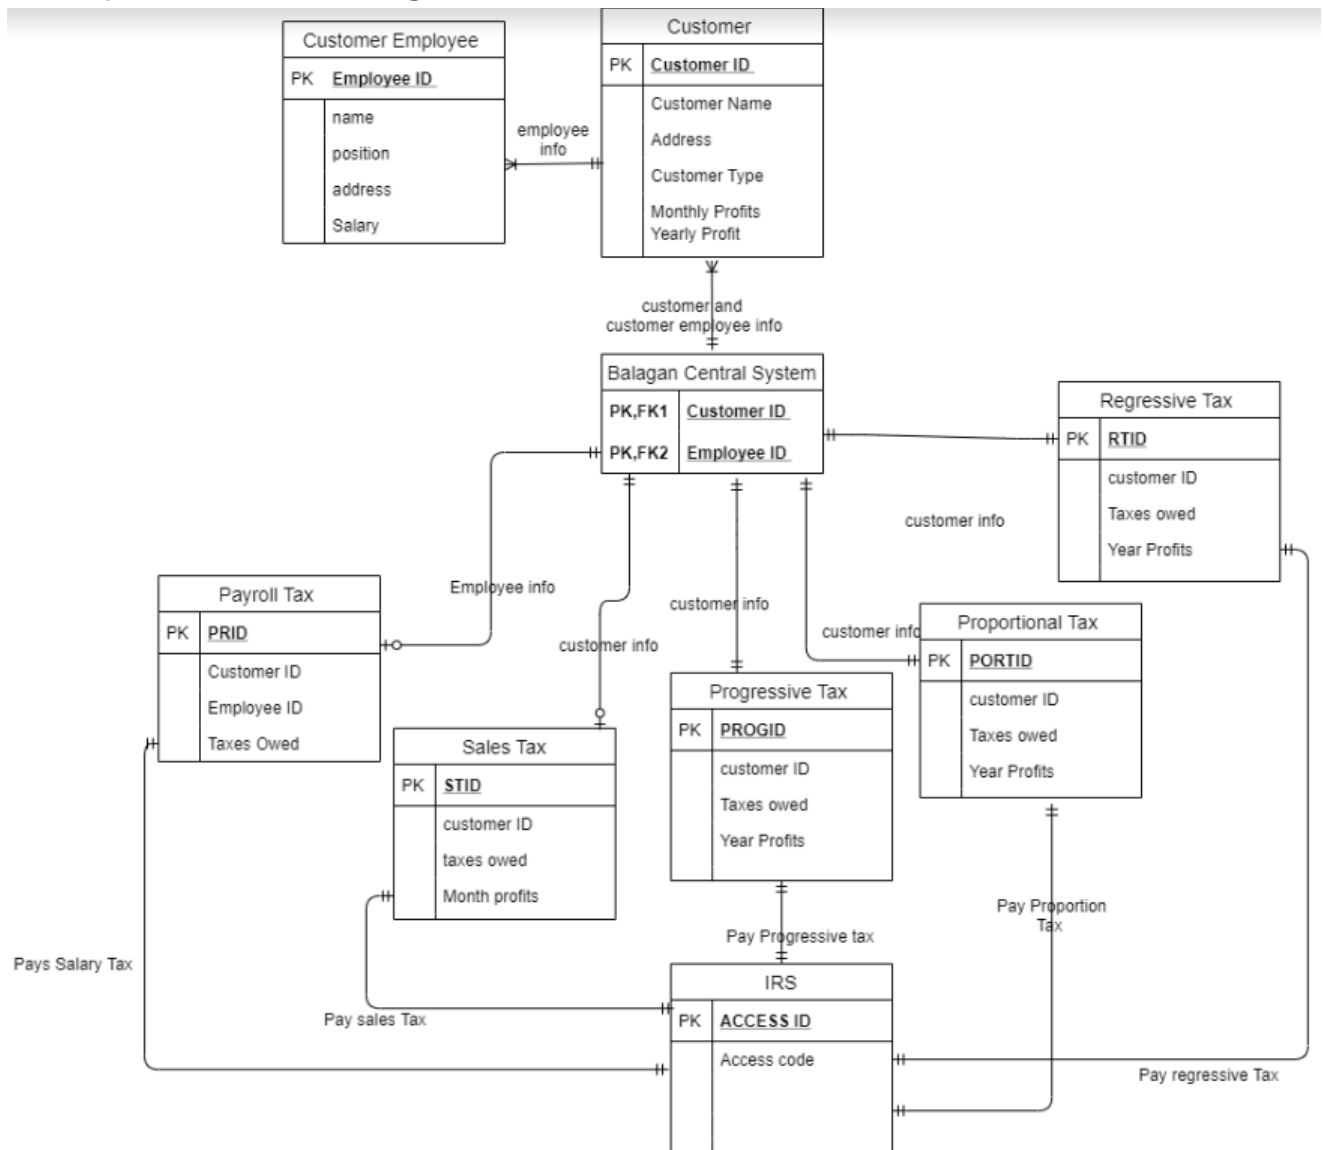 Customer Employee
PK Employee ID
name
position
address
Salary
employee
info
Customer
PK Customer ID
Customer Name
Address
Customer Type
Monthly Profits
Yearly Profit
customer and
customer employee info
Balagan Central System
PK,FK1 Customer ID
PK,FK2 Employee ID
Regressive Tax
PK RTID
customer ID
Taxes owed
Year Profits
customer info
Payroll Tax
PK PRID
Customer ID
Employee ID
Taxes Owed
Employee info
customer info
customer info
customer info
Proportional Tax
PK PORTID
customer ID
Taxes owed
Year Profits
Progressive Tax
PK PROGID
customer ID
Taxes owed
Year Profits
Sales Tax
PK STID
customer ID
taxes owed
Month profits
Pays Salary Tax
Pay sales Tax
Pay Progressive tax
Pay Proportion
Tax
IRS
PK ACCESS ID
Access code
Pay regressive Tax